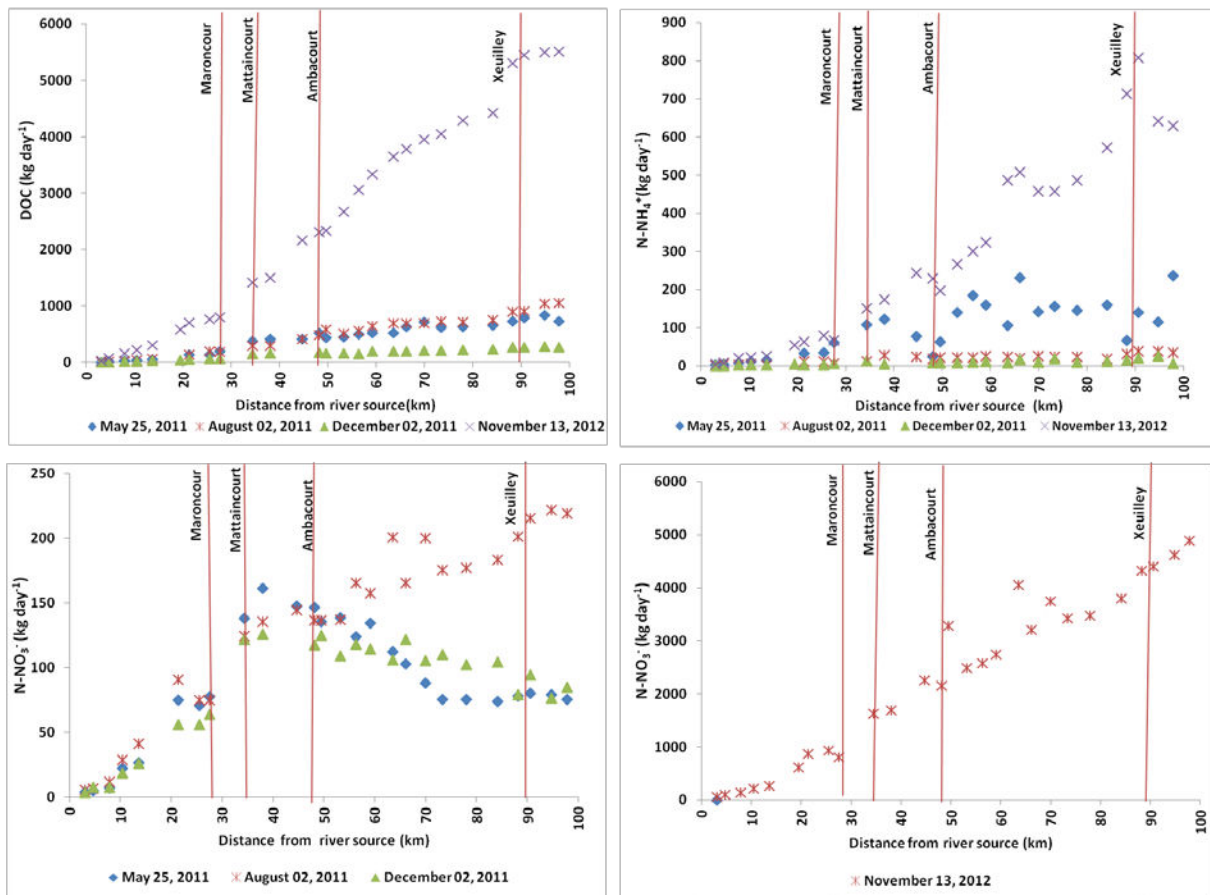 6000
5000
4000
3000
2000
1000
0
DOC (kg day-1)
Maroncour
Mattaincourt
Ambacourt
Xeuilley
0 10 20 30 40 50 60 70 80 90 100
Distance from river source(km)
May 25, 2011 August 02, 2011 December 02, 2011 November 13, 2012
900
800
700
600
500
400
300
200
100
0
N-NH4+(kg day-1)
Maroncourt
Mattaincourt
Ambacourt
Xeuilley
0 10 20 30 40 50 60 70 80 90 100
Distance from river source (km)
May 25, 2011 August 02, 2011 December 02, 2011 November 13, 2012
250
200
150
100
50
0
N-NO3- (kg day-1)
Maroncour
Mattaincourt
Ambacourt
Xeuilley
0 10 20 30 40 50 60 70 80 90 100
Distance from river source (km)
May 25, 2011 August 02, 2011 December 02, 2011
6000
5000
4000
3000
2000
1000
0
N-NO3- (kg day-1)
Maroncourt
Mattaincourt
Ambacourt
Xeuilley
0 10 20 30 40 50 60 70 80 90 100
Distance from river source (km)
November 13, 2012